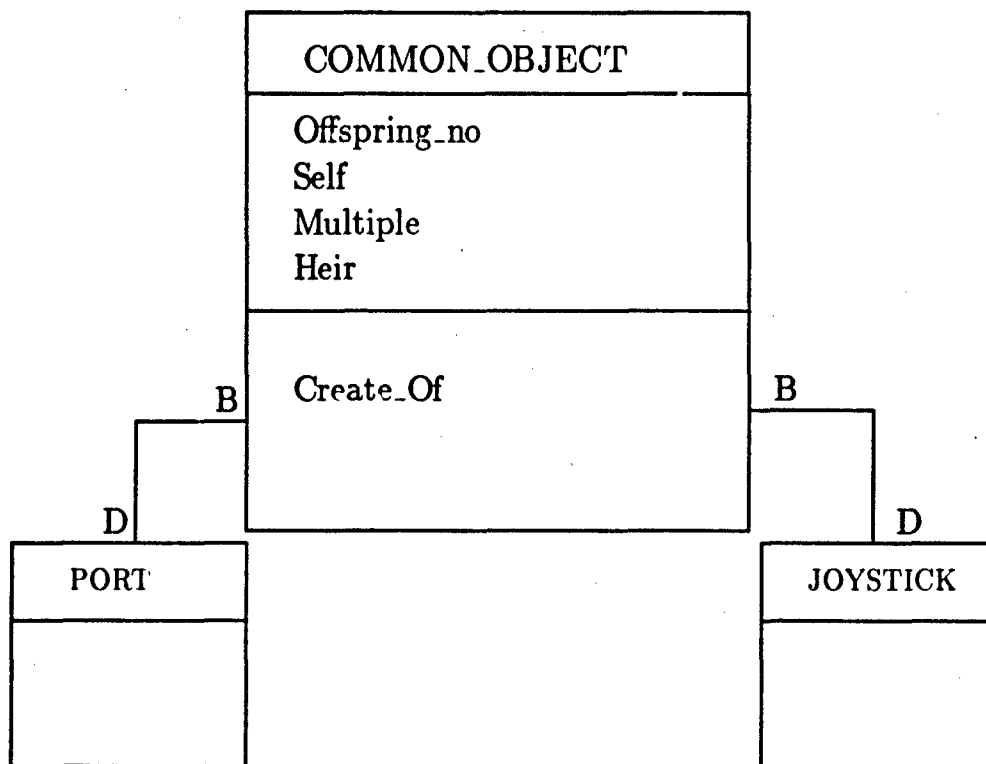 COMMON_OBJECT
Offspring_no
Self
Multiple
Heir
Create_Of
B
B
D
D
PORT
JOYSTICK